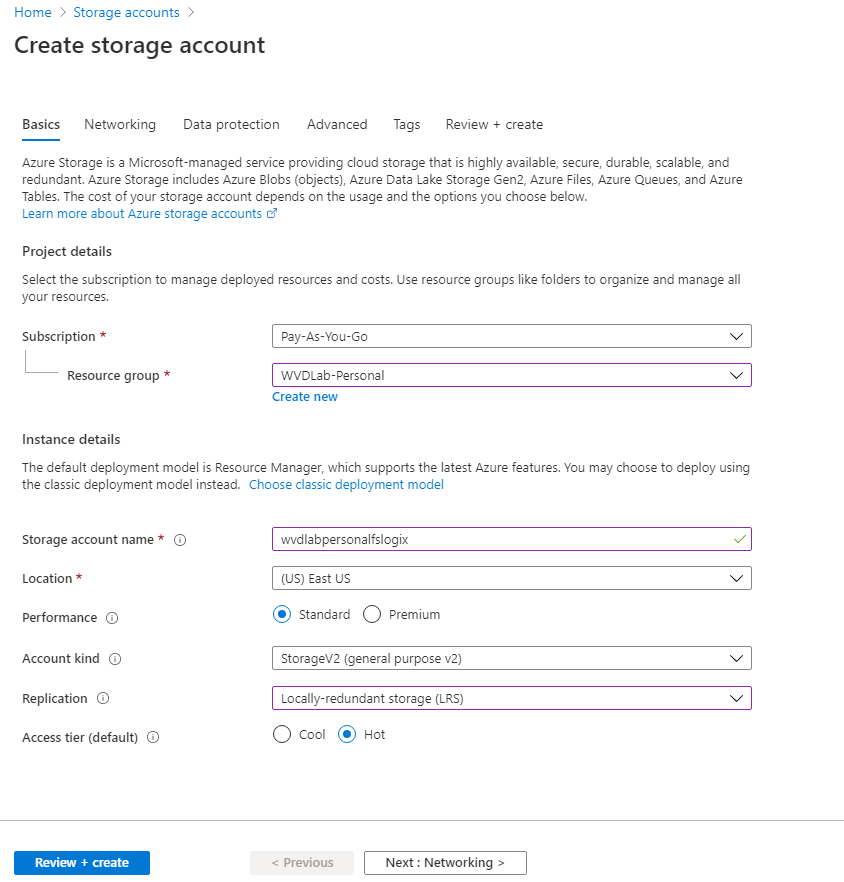 Home > Storage accounts >
Create storage account
Basics Networking Data protection Advanced Tags Review + create
Azure Storage is a Microsoft-managed service providing cloud storage that is highly available, secure, durable, scalable, and
redundant. Azure Storage includes Azure Blobs (objects), Azure Data Lake Storage Gen2, Azure Files, Azure Queues, and Azure
Tables. The cost of your storage account depends on the usage and the options you choose below.
Learn more about Azure storage accounts
Project details
Select the subscription to manage deployed resources and costs. Use resource groups like folders to organize and manage all
your resources.
Subscription * Pay-As-You-Go
Resource group * WVDLab-Personal
Create new
Instance details
The default deployment model is Resource Manager, which supports the latest Azure features. You may choose to deploy using
the classic deployment model instead. Choose classic deployment model
Storage account name * wvdlabpersonalfslogix
Location * (US) East US
Performance Standard Premium
Account kind StorageV2 (general purpose v2)
Replication Locally-redundant storage (LRS)
Access tier (default) Cool Hot
Review + create < Previous Next : Networking >